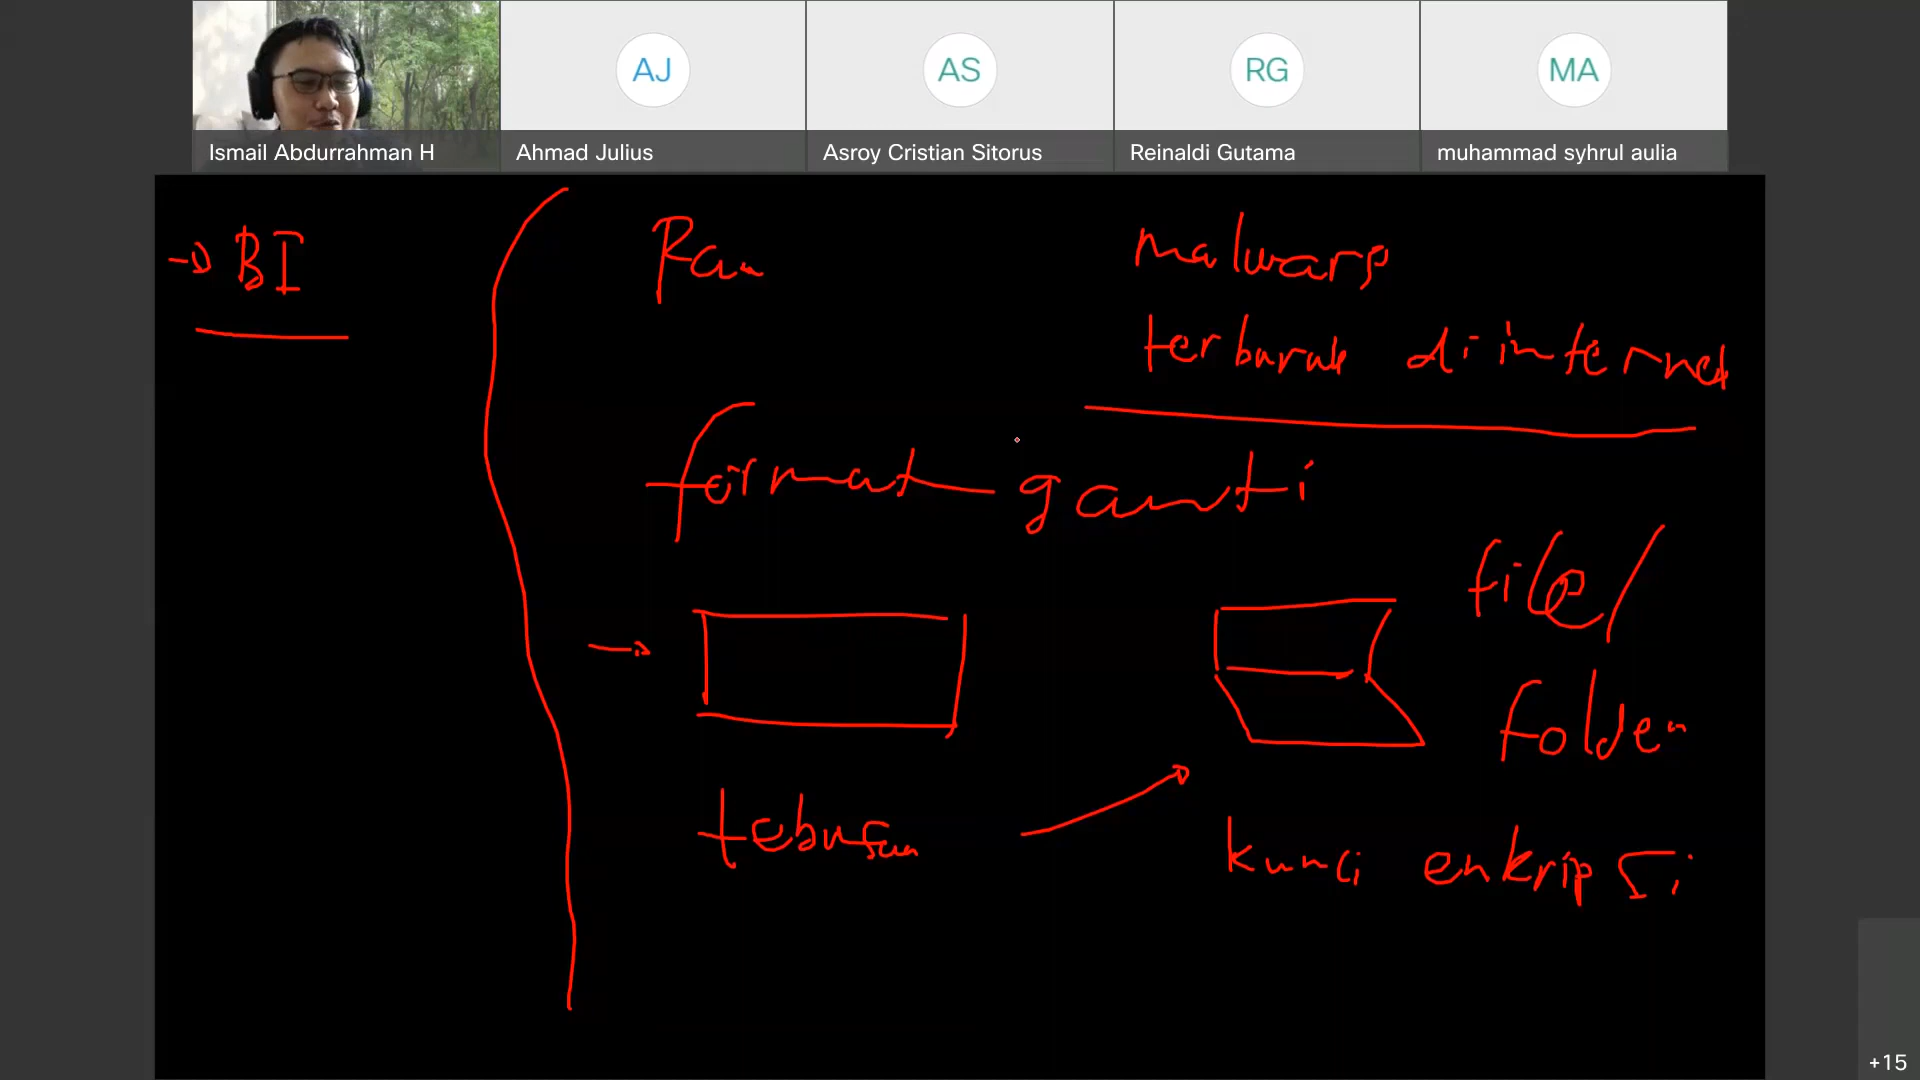 AJ
AS
RG
MA
Ismail Abdurrahman H
Ahmad Julius
Asroy Cristian Sitorus
Reinaldi Gutama
muhammad syhrul aulia
BI
Ran
malware
terburuk di internet
format ganti
file/
folder
tebusan
kunci enkripsi
+15